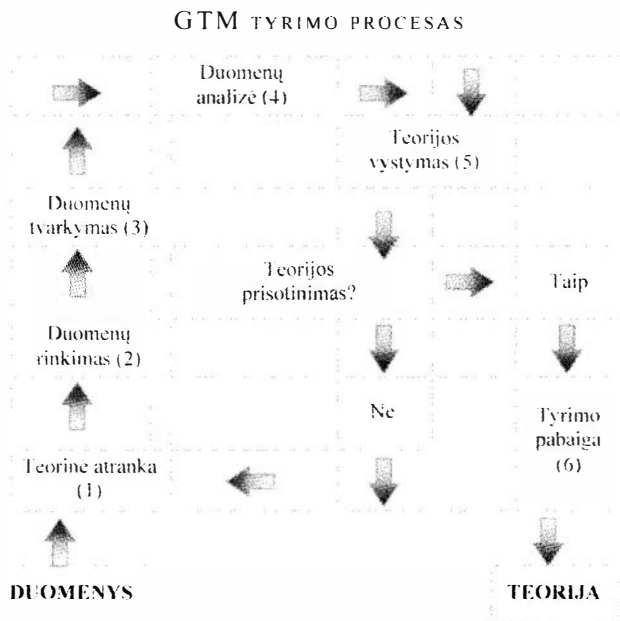 GTM TYRIMO PROCESAS
Duomenų
analizė (4)
Teorijos
vystymas (5)
Duomenų
tvarkymas (3)
Teorijos
prisotinimas?
Taip
Duomenų
rinkimas (2)
Ne
Tyrimo
pabaiga
(6)
Teorinė atranka
(1)
DUOMENYS
TEORIJA